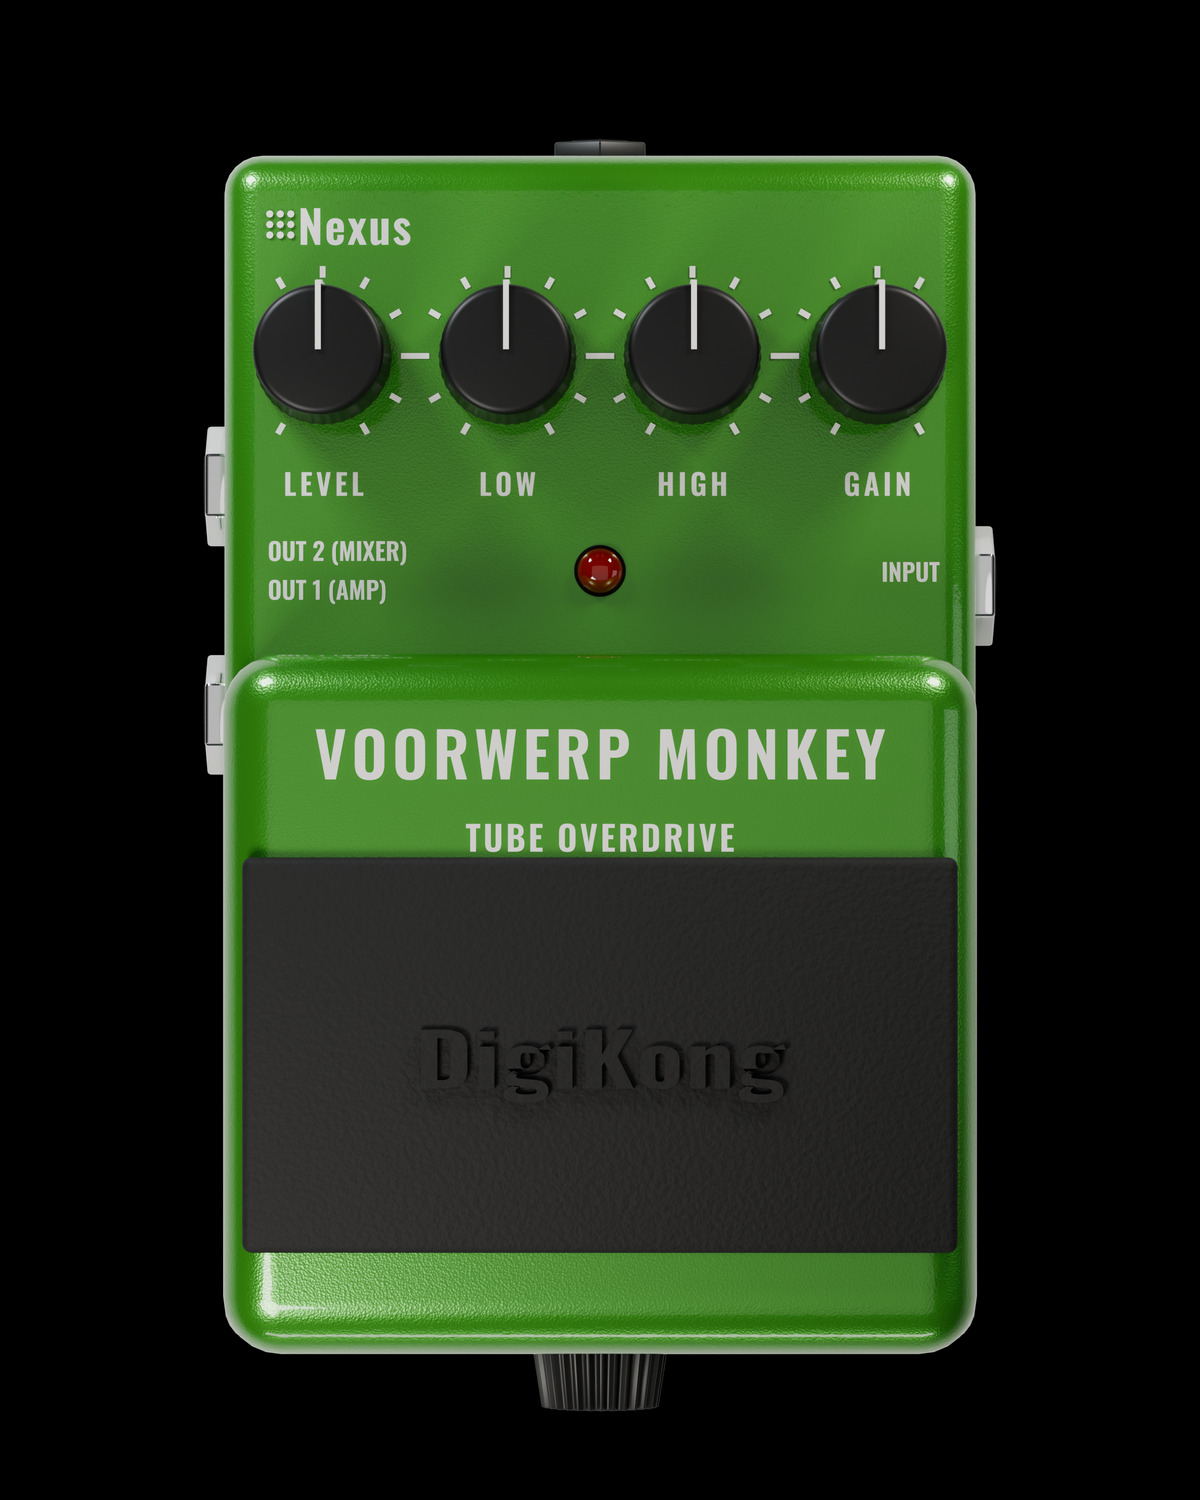 Nexus
LEVEL LOW HIGH GAIN
OUT 2 (MIXER)
OUT 1 (AMP)
INPUT
VOORWERP MONKEY
TUBE OVERDRIVE
DigiKong